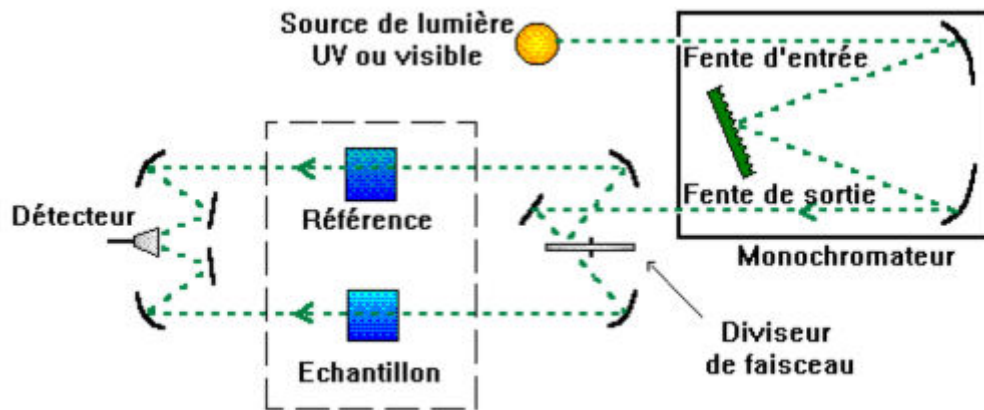 Source de lumière
UV ou visible
Fente d'entrée
Fente de sortie
Monochromateur
Détecteur
Référence
Echantillon
Diviseur
de faisceau